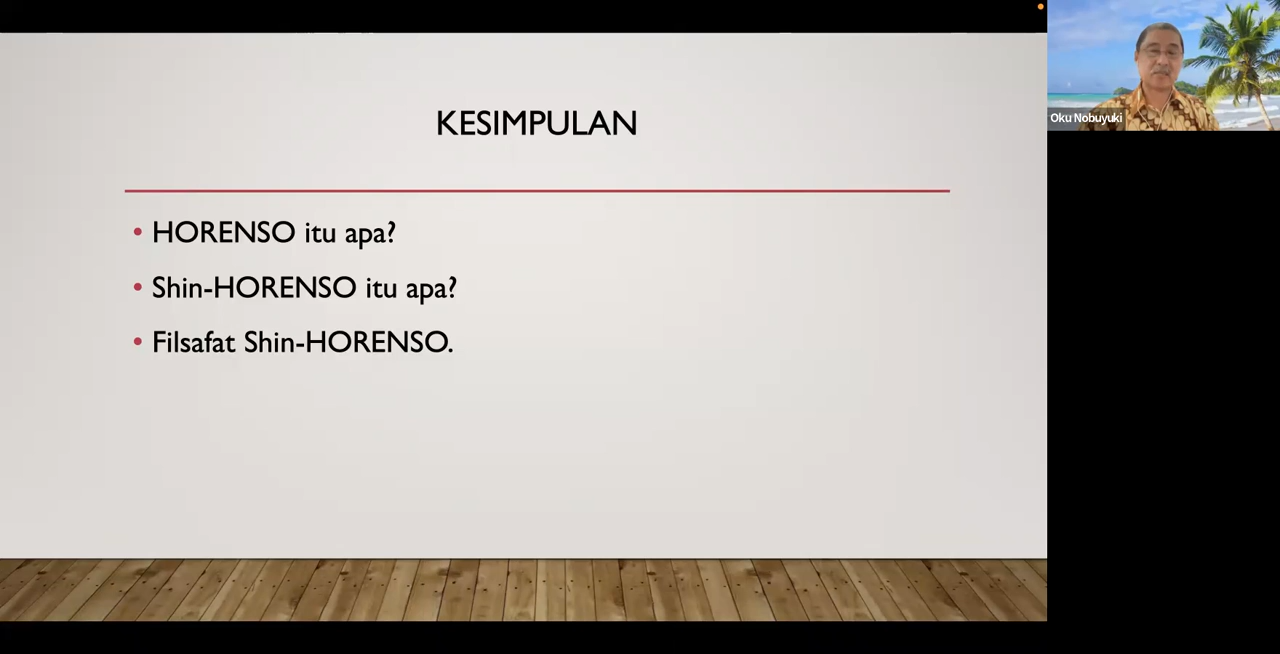 KESIMPULAN
HORENSO itu apa?
Shin-HORENSO itu apa?
Filsafat Shin-HORENSO.
Oku Nobuyuki